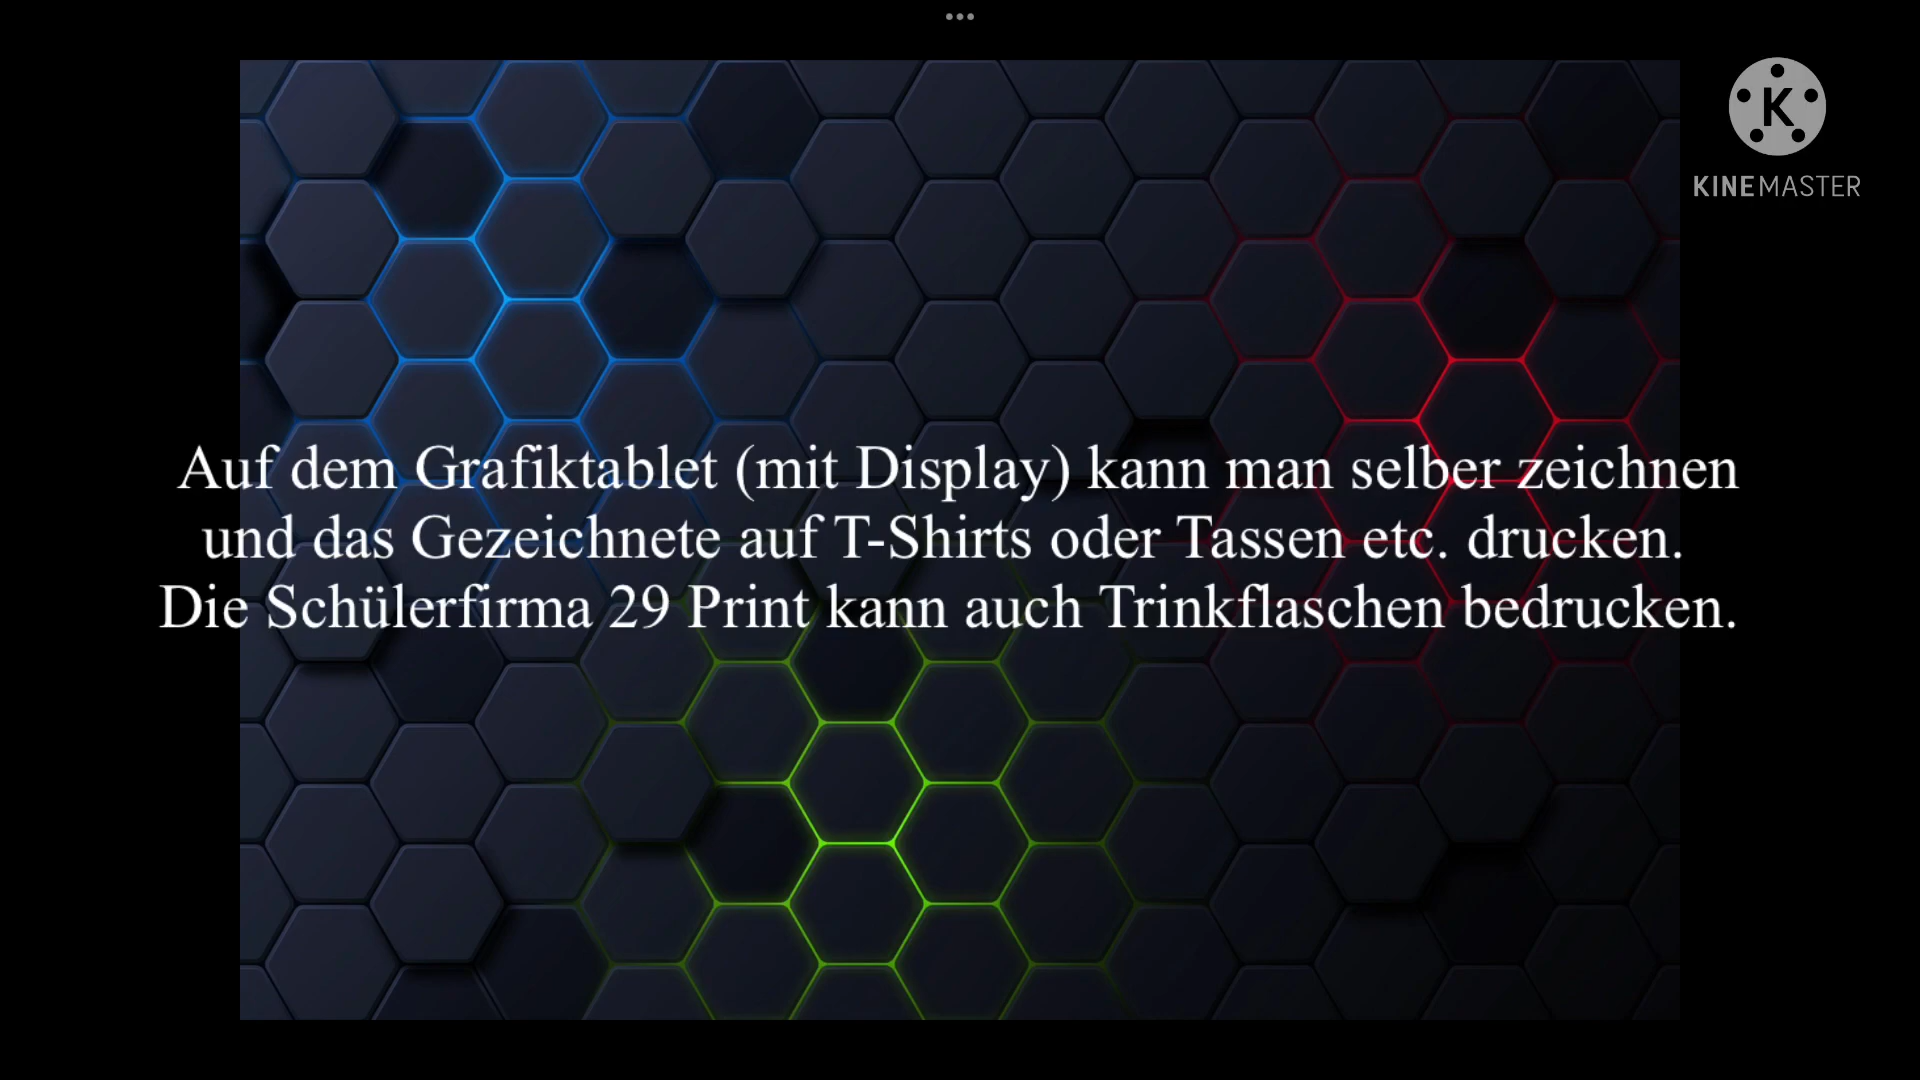 K
KINEMASTER
Auf dem Grafiktablet (mit Display) kann man selber zeichnen
und das Gezeichnete auf T-Shirts oder Tassen etc. drucken.
Die Schülerfirma 29 Print kann auch Trinkflaschen bedrucken.